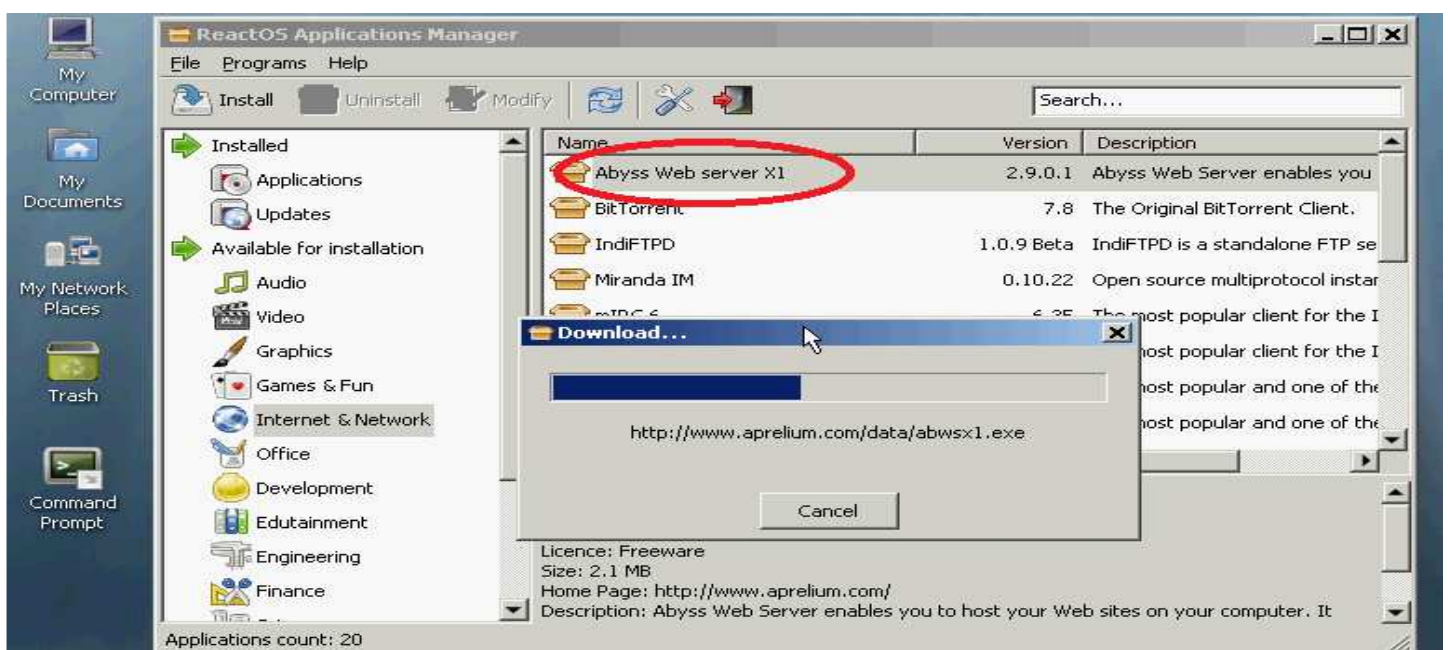 My Computer
My Documents
My Network Places
Trash
Command Prompt
ReactOS Applications Manager
File Programs Help
Install Uninstall Modify Search...
Installed
Applications
Updates
Available for installation
Audio
Video
Graphics
Games & Fun
Internet & Network
Office
Development
Edutainment
Engineering
Finance
Name Version Description
Abyss Web server X1 2.9.0.1 Abyss Web Server enables you
BitTorrent 7.8 The Original BitTorrent Client.
IndiFTPD 1.0.9 Beta IndiFTPD is a standalone FTP se
Miranda IM 0.10.22 Open source multiprotocol instan
mIRC 6 6.35 The most popular client for the I
most popular client for the I
most popular and one of the
most popular and one of the
Download...
http://www.aprelium.com/data/abwsx1.exe
Cancel
Licence: Freeware
Size: 2.1 MB
Home Page: http://www.aprelium.com/
Description: Abyss Web Server enables you to host your Web sites on your computer. It
Applications count: 20